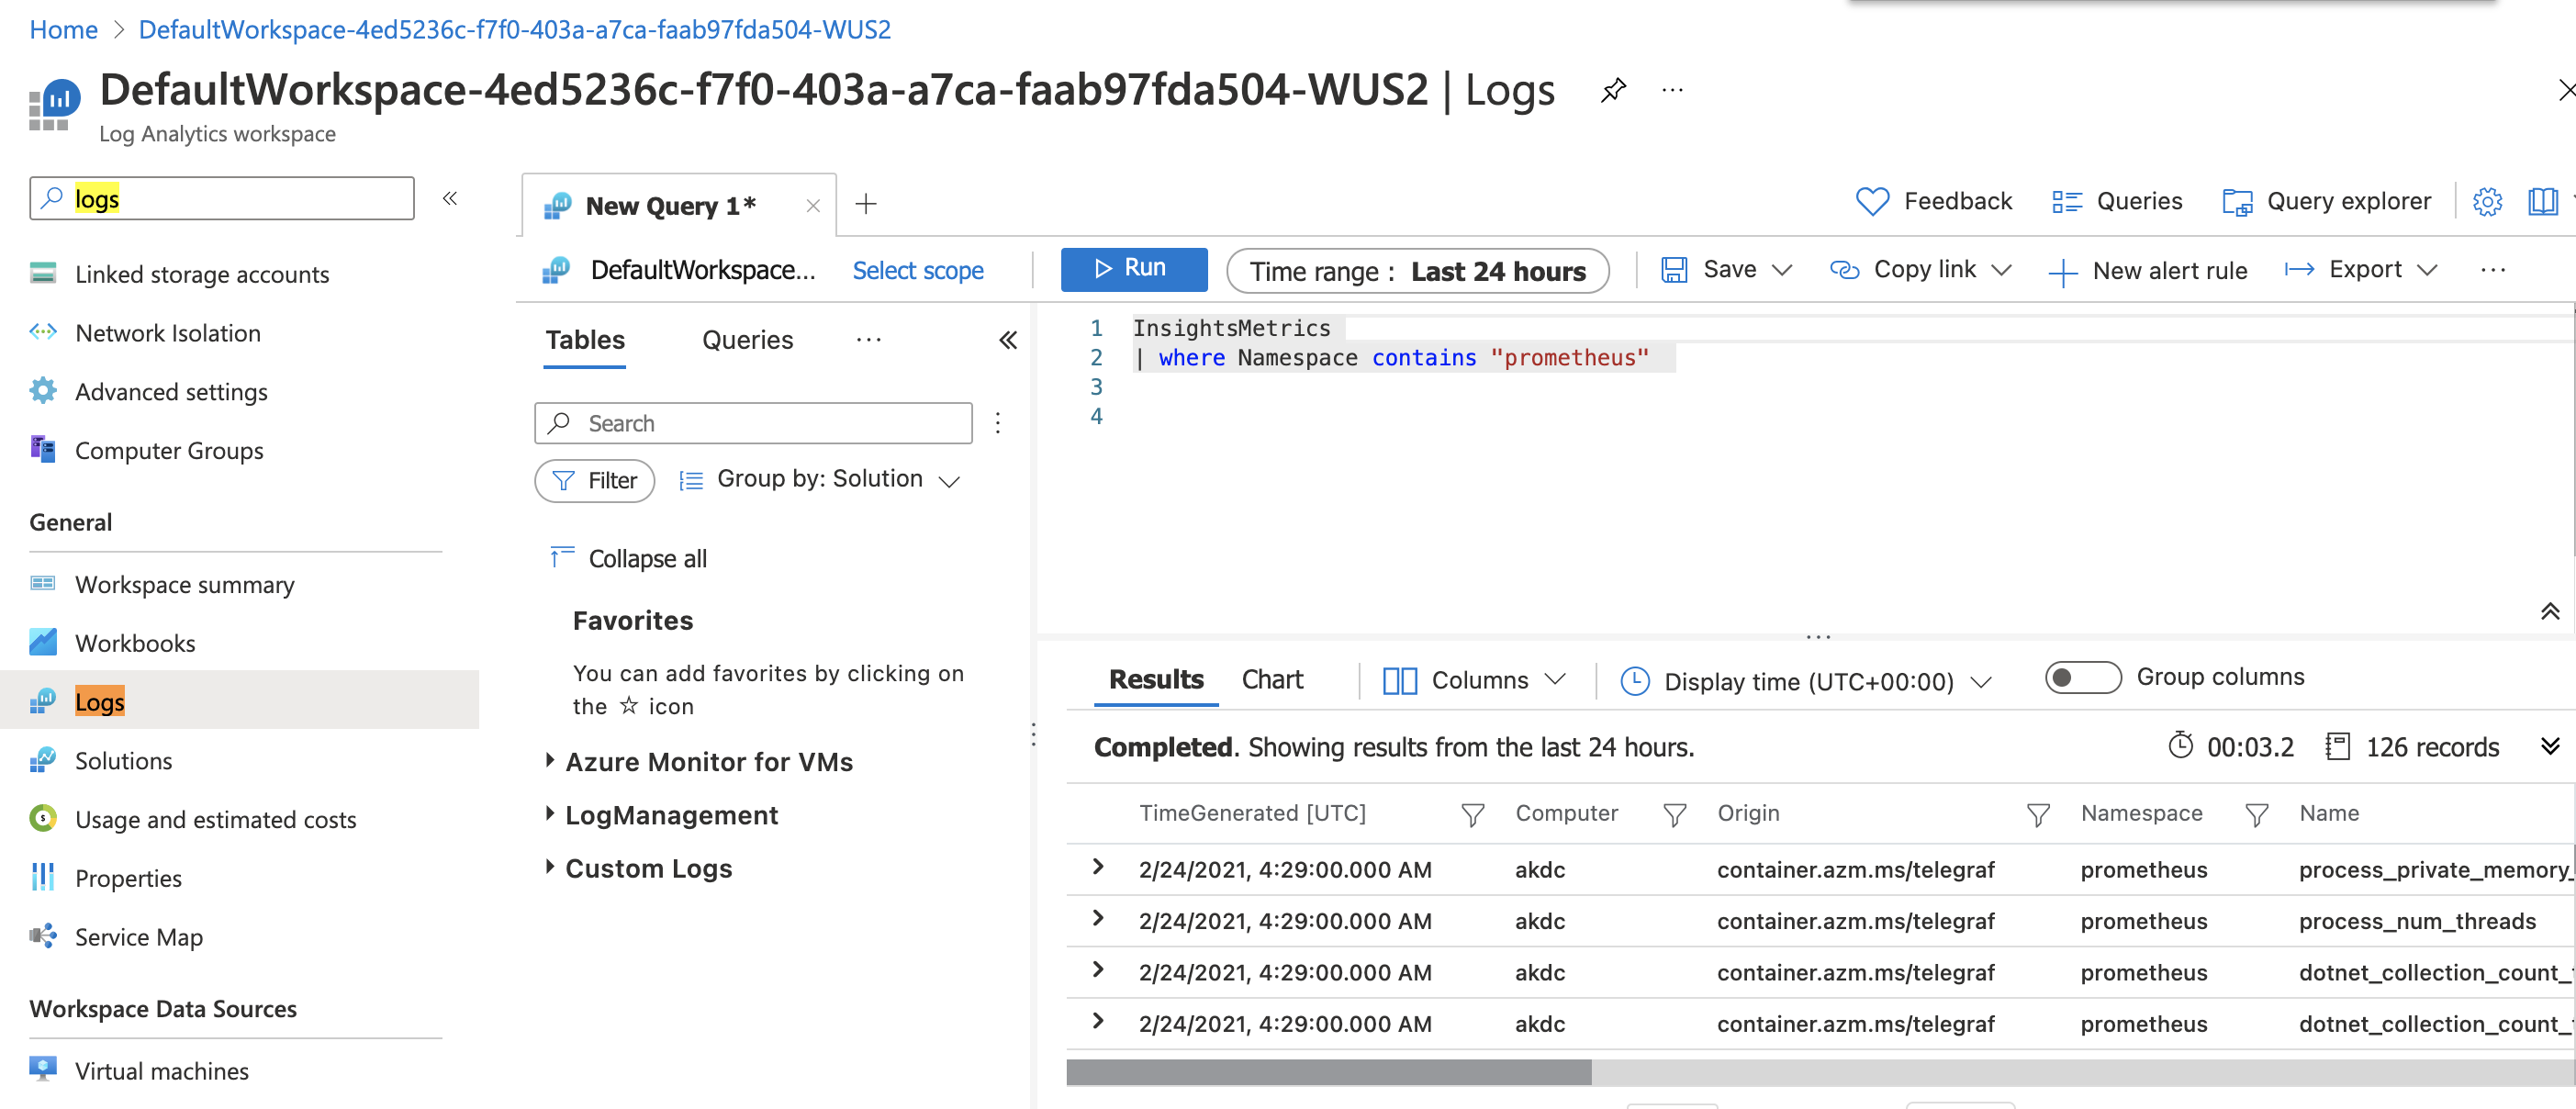 Home > DefaultWorkspace-4ed5236c-f7f0-403a-a7ca-faab97fda504-WUS2
DefaultWorkspace-4ed5236c-f7f0-403a-a7ca-faab97fda504-WUS2 | Logs
Log Analytics workspace
logs
Linked storage accounts
Network Isolation
Advanced settings
Computer Groups
General
Workspace summary
Workbooks
Logs
Solutions
Usage and estimated costs
Properties
Service Map
Workspace Data Sources
Virtual machines
New Query 1*
Feedback Queries Query explorer
DefaultWorkspace... Select scope Run Time range : Last 24 hours Save Copy link New alert rule Export
Tables Queries
Search
Filter Group by: Solution
Collapse all
Favorites
You can add favorites by clicking on
the ☆ icon
Azure Monitor for VMs
LogManagement
Custom Logs
1 InsightsMetrics
2 | where Namespace contains "prometheus"
3
4
Results Chart Columns Display time (UTC+00:00) Group columns
Completed. Showing results from the last 24 hours. 00:03.2 126 records
TimeGenerated [UTC] Computer Origin Namespace Name
2/24/2021, 4:29:00.000 AM akdc container.azm.ms/telegraf prometheus process_private_memory_
2/24/2021, 4:29:00.000 AM akdc container.azm.ms/telegraf prometheus process_num_threads
2/24/2021, 4:29:00.000 AM akdc container.azm.ms/telegraf prometheus dotnet_collection_count_
2/24/2021, 4:29:00.000 AM akdc container.azm.ms/telegraf prometheus dotnet_collection_count_